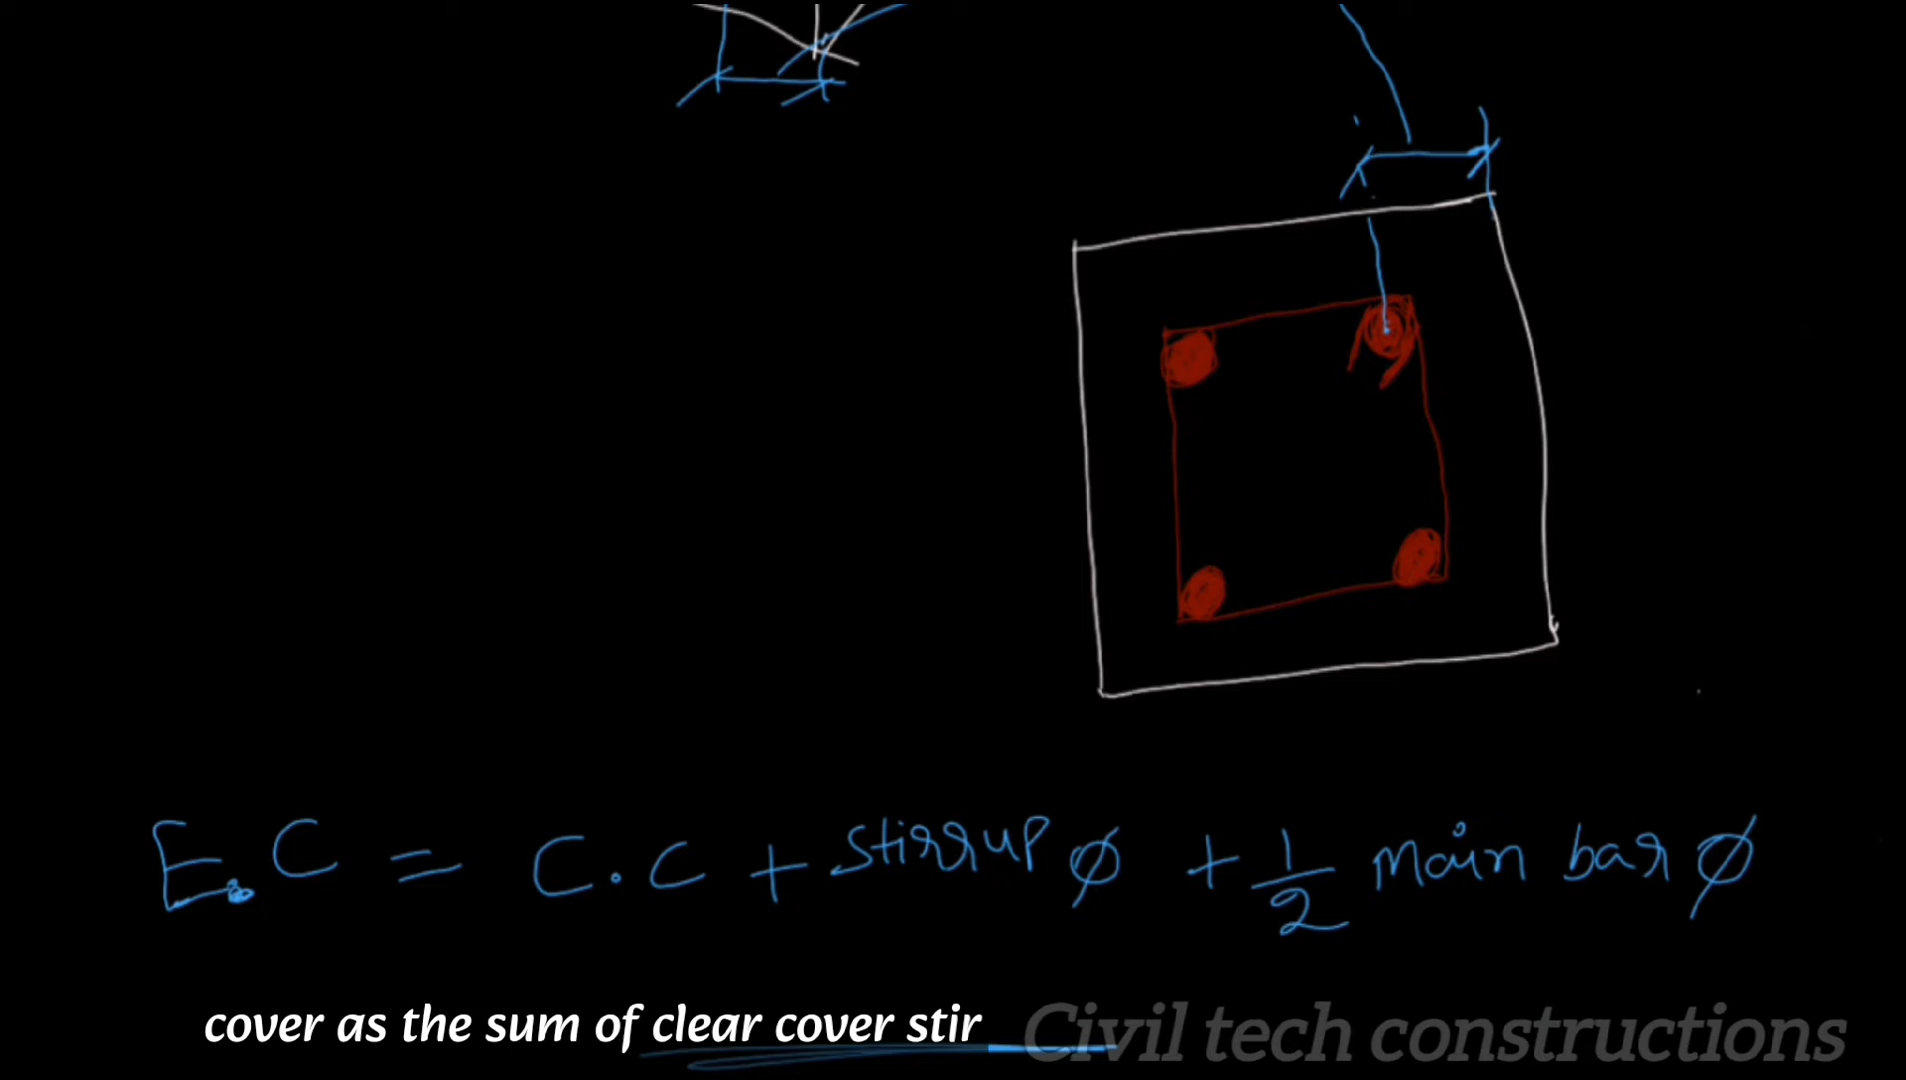 E.C = C.C + stirrup ϕ + 1/2 main bar ϕ
cover as the sum of clear cover stir
Civil tech constructions